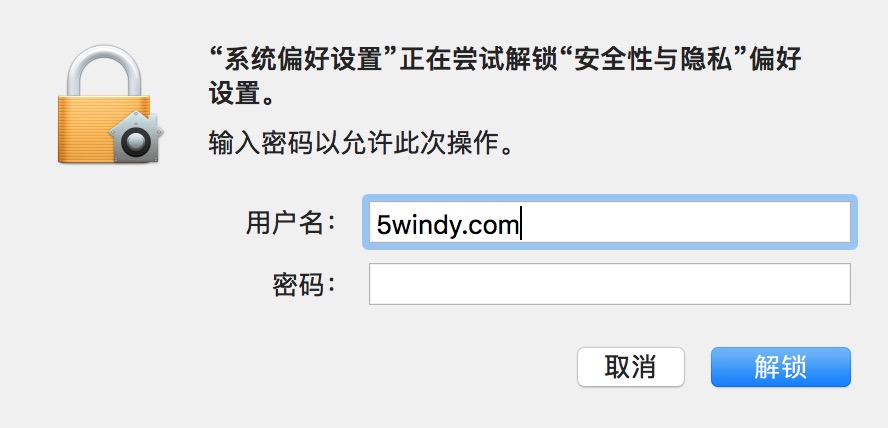 “系统偏好设置”正在尝试解锁“安全性与隐私”偏好
设置。
输入密码以允许此次操作。
用户名：
5windy.com
密码：
取消
解锁